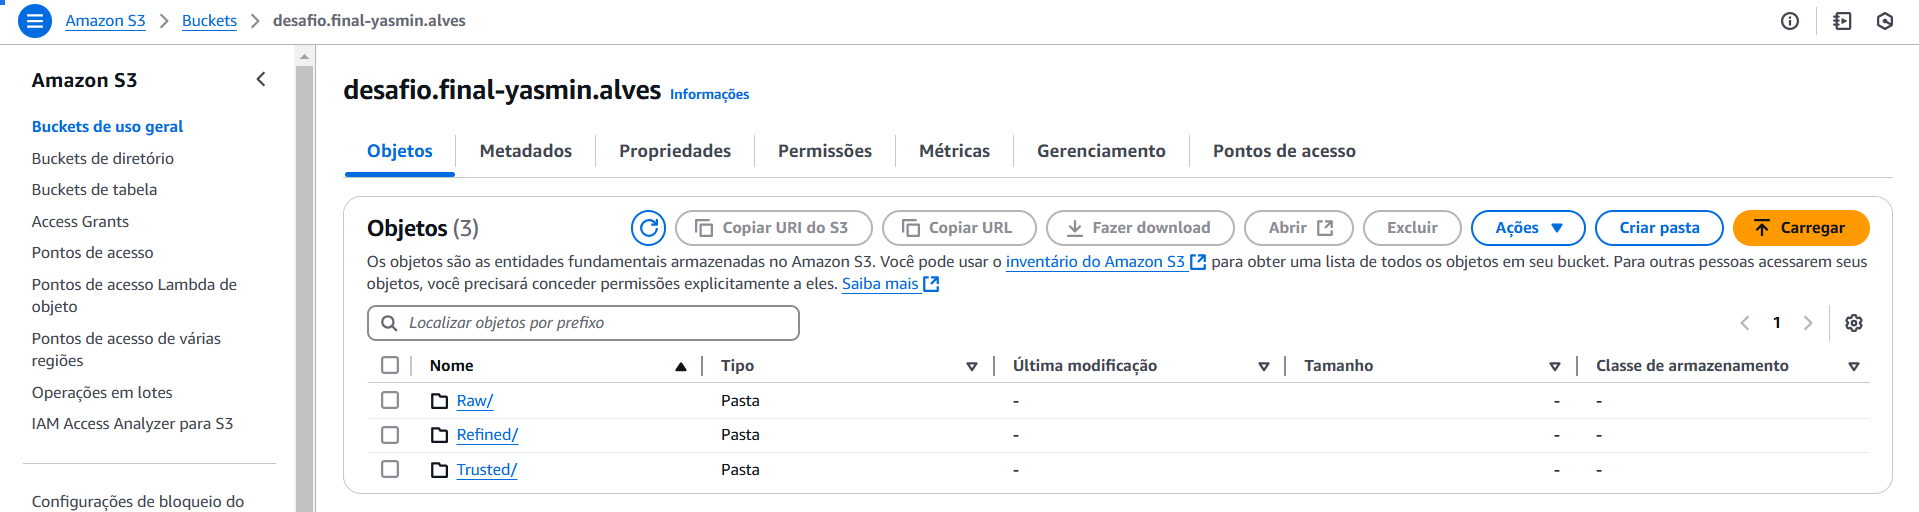 Amazon S3 > Buckets > desafio.final-yasmin.alves
Amazon S3
Buckets de uso geral
Buckets de diretório
Buckets de tabela
Access Grants
Pontos de acesso
Pontos de acesso Lambda de
objeto
Pontos de acesso de várias
regiões
Operações em lotes
IAM Access Analyzer para S3
Configurações de bloqueio do
desafio.final-yasmin.alves Informações
Objetos Metadados Propriedades Permissões Métricas Gerenciamento Pontos de acesso
Objetos (3) Copiar URI do S3 Copiar URL Fazer download Abrir Excluir Ações Criar pasta Carregar
Os objetos são as entidades fundamentais armazenadas no Amazon S3. Você pode usar o inventário do Amazon S3 para obter uma lista de todos os objetos em seu bucket. Para outras pessoas acessarem seus
objetos, você precisará conceder permissões explicitamente a eles. Saiba mais
Localizar objetos por prefixo 1
Nome Tipo Última modificação Tamanho Classe de armazenamento
Raw/ Pasta - - -
Refined/ Pasta - - -
Trusted/ Pasta - - -